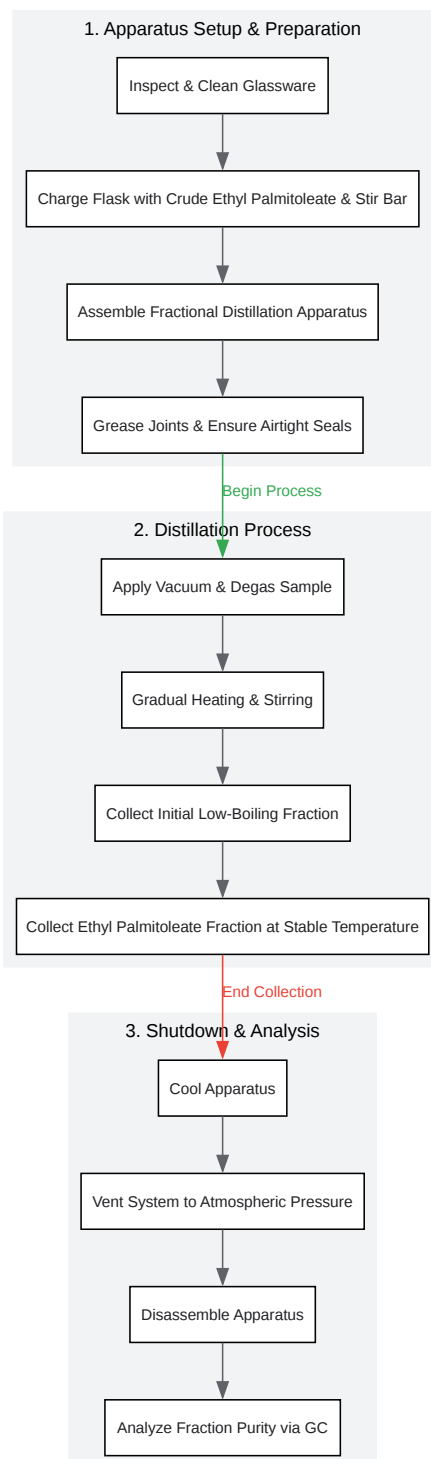 1. Apparatus Setup & Preparation
Inspect & Clean Glassware
Charge Flask with Crude Ethyl Palmitoleate & Stir Bar
Assemble Fractional Distillation Apparatus
Grease Joints & Ensure Airtight Seals
Begin Process
2. Distillation Process
Apply Vacuum & Degas Sample
Gradual Heating & Stirring
Collect Initial Low-Boiling Fraction
Collect Ethyl Palmitoleate Fraction at Stable Temperature
End Collection
3. Shutdown & Analysis
Cool Apparatus
Vent System to Atmospheric Pressure
Disassemble Apparatus
Analyze Fraction Purity via GC